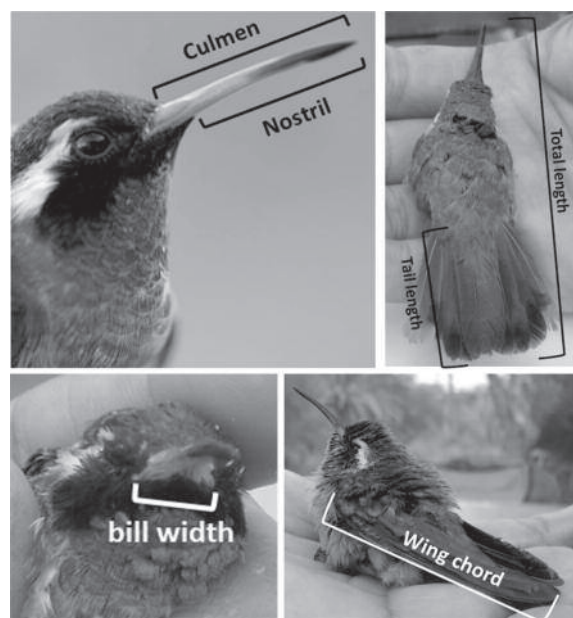 Culmen
Nostril
Total length
Tail length
bill width
Wing chord